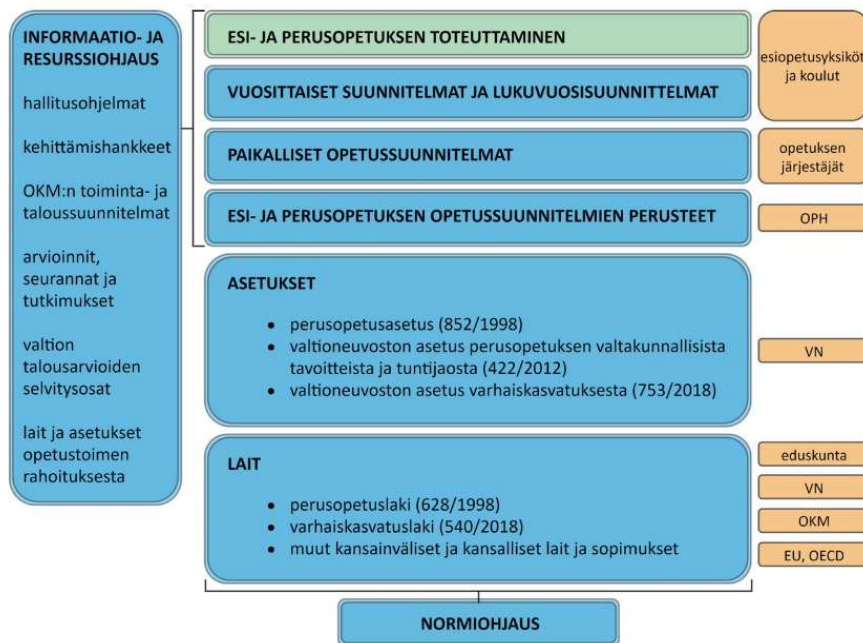 INFORMAATIO- JA
RESURSSIOHJAUS
hallitusohjelmat
kehittämishankkeet
OKM:n toiminta- ja
taloussuunnitelmat
arvioinnit,
seurannat ja
tutkimukset
valtion
talousarvioiden
selvitysosat
lait ja asetukset
opetustoimen
rahoituksesta
ESI- JA PERUSOPETUKSEN TOTEUTTAMINEN
VUOSITTAISET SUUNNITELMAT JA LUKUVUOSISUUNNITTELMAT
esiopetusyksiköt
ja koulut
PAIKALLISET OPETUSSUUNNITELMAT
opetuksen
järjestäjät
ESI- JA PERUSOPETUKSEN OPETUSSUUNNITELMIEN PERUSTEET
OPH
ASETUKSET
• perusopetusasetus (852/1998)
• valtioneuvoston asetus perusopetuksen valtakunnallisista
tavoitteista ja tuntijaosta (422/2012)
• valtioneuvoston asetus varhaiskasvatuksesta (753/2018)
VN
LAIT
• perusopetuslaki (628/1998)
• varhaiskasvatuslaki (540/2018)
• muut kansainväliset ja kansalliset lait ja sopimukset
eduskunta
VN
OKM
EU, OECD
NORMIOHJAUS